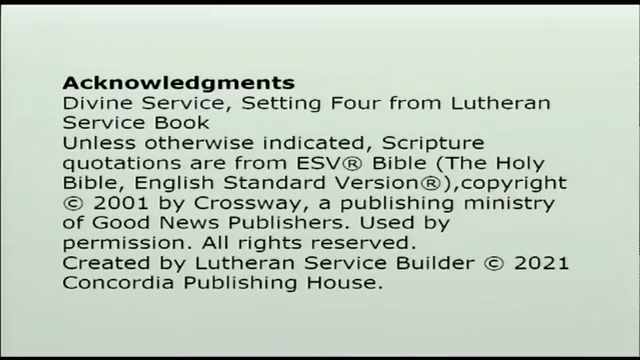 Acknowledgments
Divine Service, Setting Four from Lutheran
Service Book
Unless otherwise indicated, Scripture
quotations are from ESV® Bible (The Holy
Bible, English Standard Version®),copyright
© 2001 by Crossway, a publishing ministry
of Good News Publishers. Used by
permission. All rights reserved.
Created by Lutheran Service Builder © 2021
Concordia Publishing House.